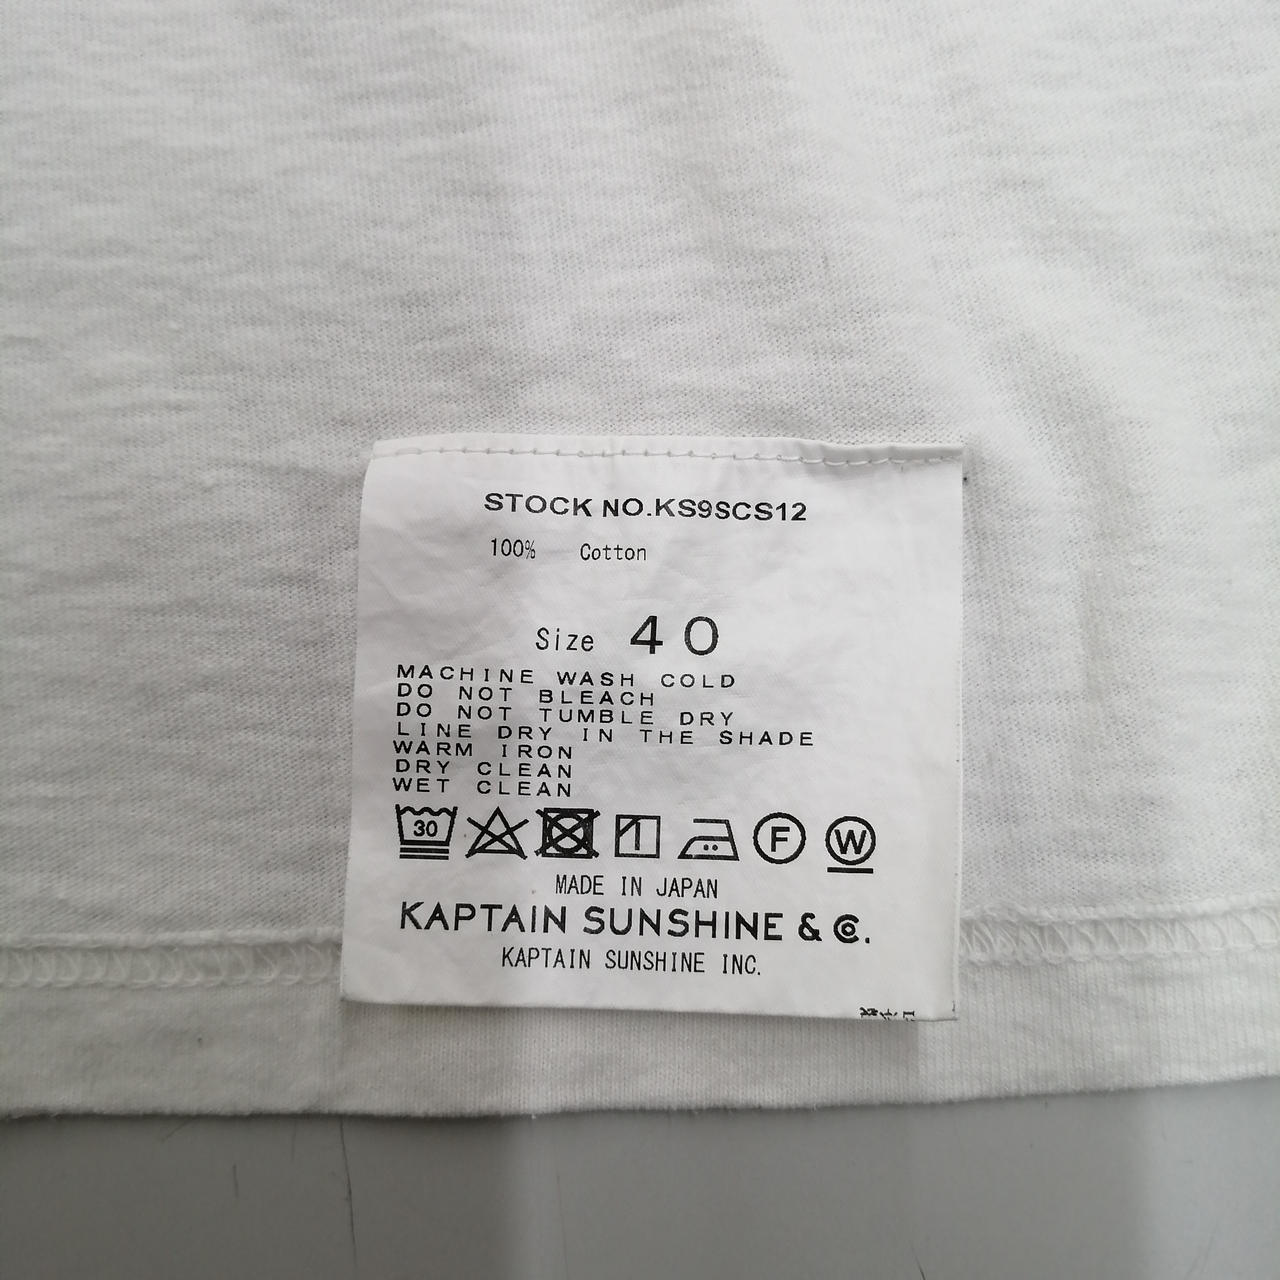 STOCK NO.KS9SCS12
100% Cotton
Size 40
MACHINE WASH COLD
DO NOT BLEACH
DO NOT TUMBLE DRY
LINE DRY IN THE SHADE
WARM IRON
DRY CLEAN
WET CLEAN
30 F W
MADE IN JAPAN
KAPTAIN SUNSHINE & Co.
KAPTAIN SUNSHINE INC.